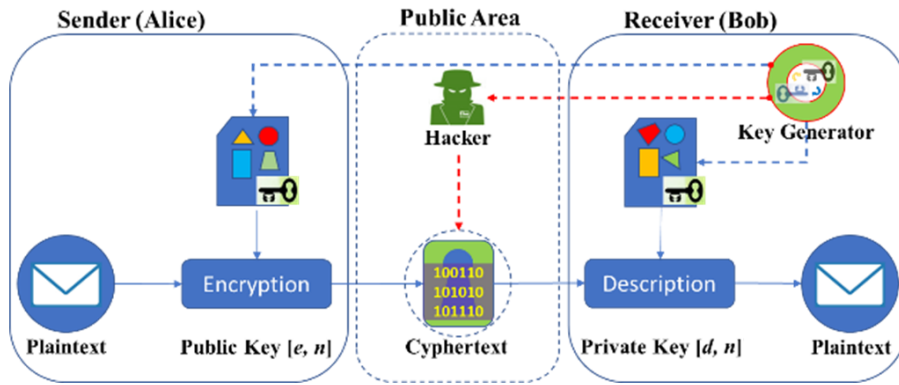 Sender (Alice)
Public Area
Receiver (Bob)
Hacker
Key Generator
Encryption
100110
101010
101110
Description
Plaintext
Public Key [e, n]
Cyphertext
Private Key [d, n]
Plaintext